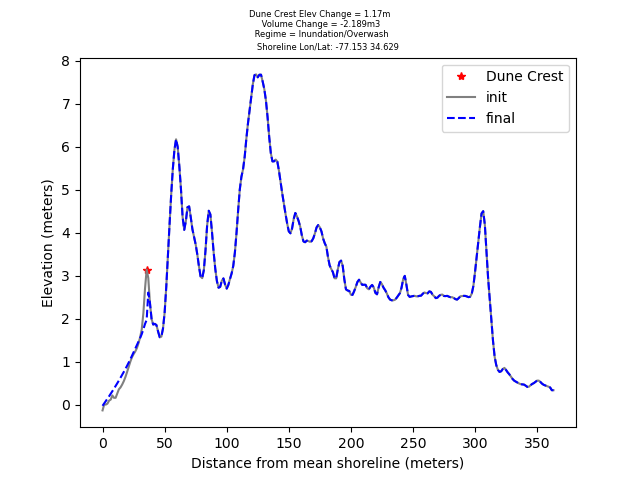 Dune Crest Elev Change = 1.17m
Volume Change = -2.189m3
Regime = Inundation/Overwash
Shoreline Lon/Lat: -77.153 34.629
8
7
6
5
4
3
2
1
0
Elevation (meters)
Dune Crest
init
final
0 50 100 150 200 250 300 350
Distance from mean shoreline (meters)